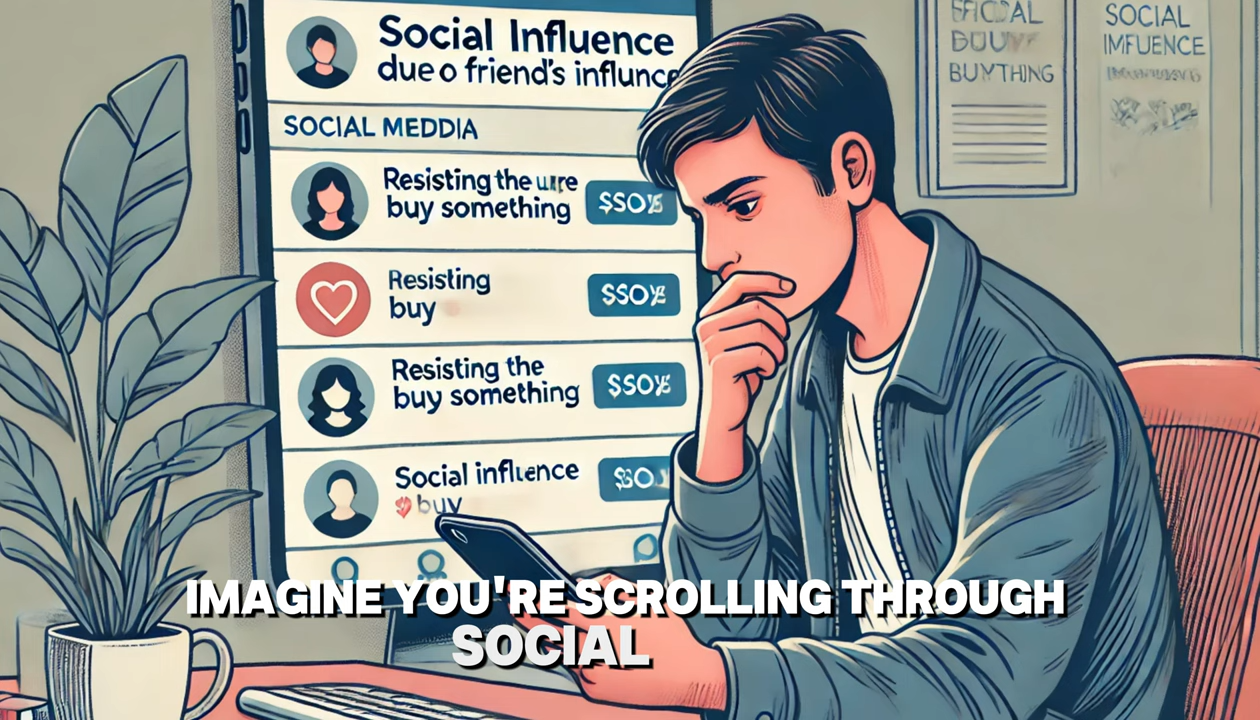 Social Influence
due o friend's influnce
SOCIAL MEDDIA
Resisting the
buy something
Resisting
buy
Resisting the
buy something
Social influence
buy
BUYTHING
SOCIAL
IMFUENCE
IMAGINE YOU'RE SCROLLING THROUGH
SOCIAL